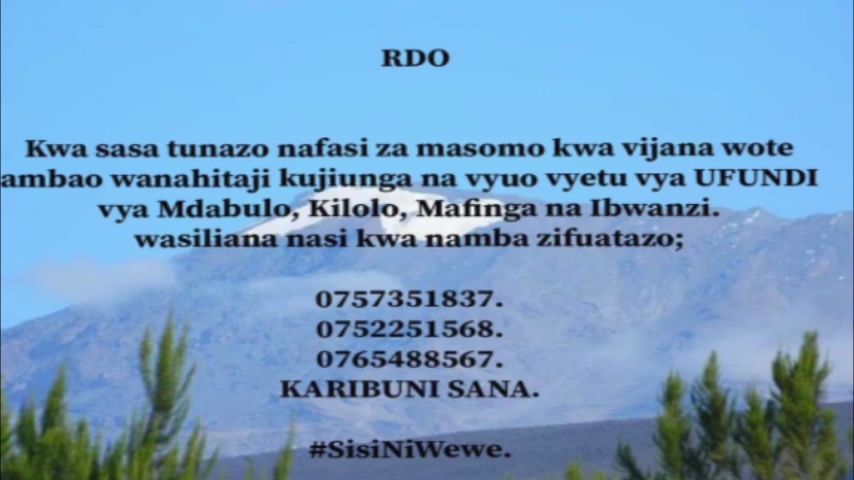 RDO
Kwa sasa tunazo nafasi za masomo kwa vijana wote
ambao wanahitaji kujiunga na vyuo vyetu vya UFUNDI
vya Mdabulo, Kilolo, Mafinga na Ibwanzi.
wasiliana nasi kwa namba zifuatazo;
0757351837.
0752251568.
0765488567.
KARIBUNI SANA.
#SisiNiWewe.